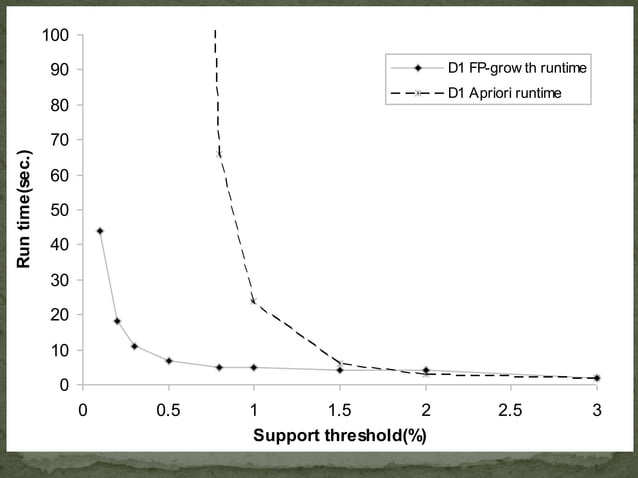 100
90
80
70
60
50
40
30
20
10
0
Run time(sec.)
D1 FP-grow th runtime
D1 Apriori runtime
0 0.5 1 1.5 2 2.5 3
Support threshold(%)